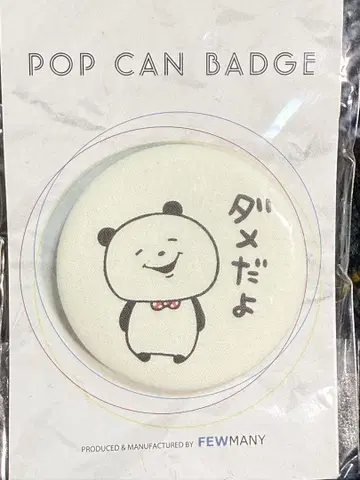 POP CAN BADGE
ダメだよ
PRODUCED & MANUFACTURED BY FEWMANY